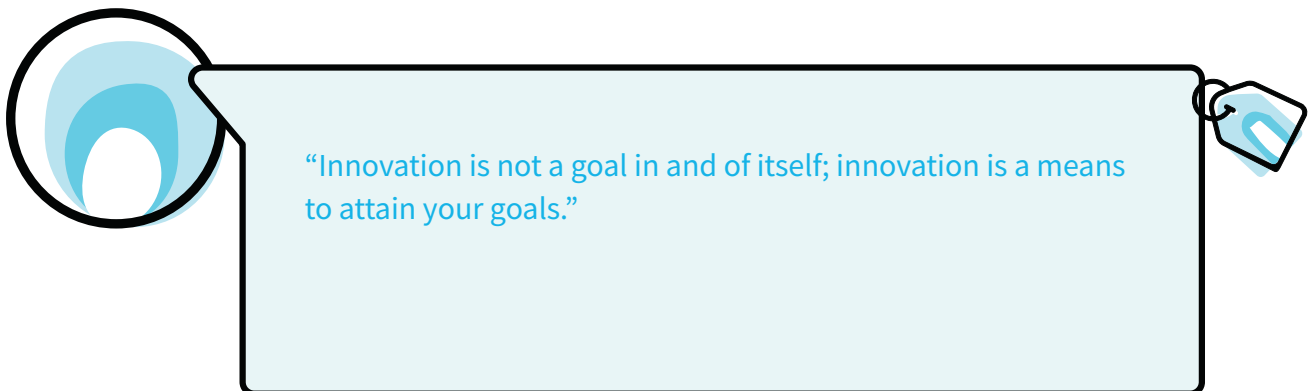 “Innovation is not a goal in and of itself; innovation is a means
to attain your goals.”